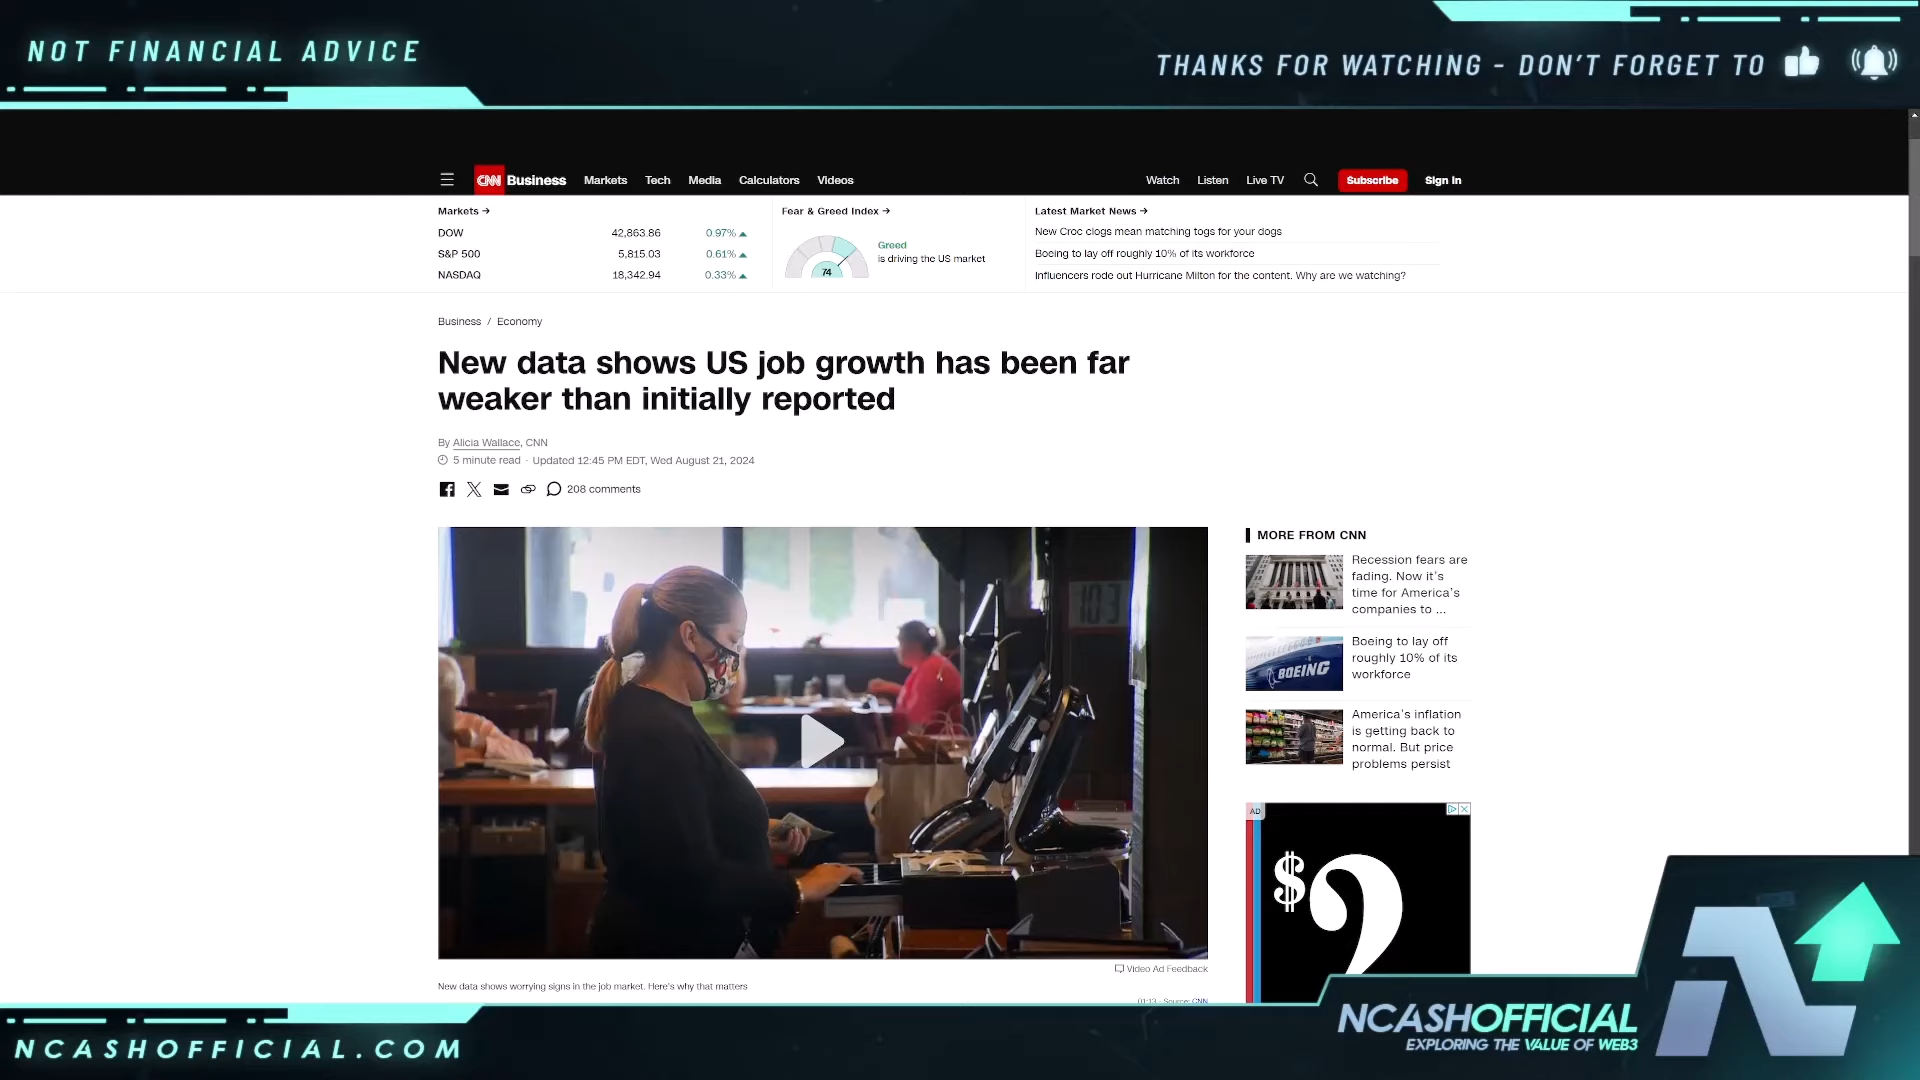 NOT FINANCIAL ADVICE
THANKS FOR WATCHING - DON'T FORGET TO
CNN Business Markets Tech Media Calculators Videos
Watch Listen Live TV Subscribe Sign in
Markets →
DOW 42,863.86 0.97%
S&P 500 5,815.03 0.61%
NASDAQ 18,342.94 0.33%
Fear & Greed Index →
74
Greed
is driving the US market
Latest Market News →
New Croc clogs mean matching togs for your dogs
Boeing to lay off roughly 10% of its workforce
Influencers rode out Hurricane Milton for the content. Why are we watching?
Business / Economy
New data shows US job growth has been far
weaker than initially reported
By Alicia Wallace, CNN
5 minute read · Updated 12:45 PM EDT, Wed August 21, 2024
208 comments
103
Video Ad Feedback
New data shows worrying signs in the job market. Here's why that matters
01:13 - Source: CNN
MORE FROM CNN
Recession fears are
fading. Now it's
time for America's
companies to ...
BOEING
Boeing to lay off
roughly 10% of its
workforce
America's inflation
is getting back to
normal. But price
problems persist
AD
$2
NCASHOFFICIAL.COM
NCASHOFFICIAL
EXPLORING THE VALUE OF WEB3